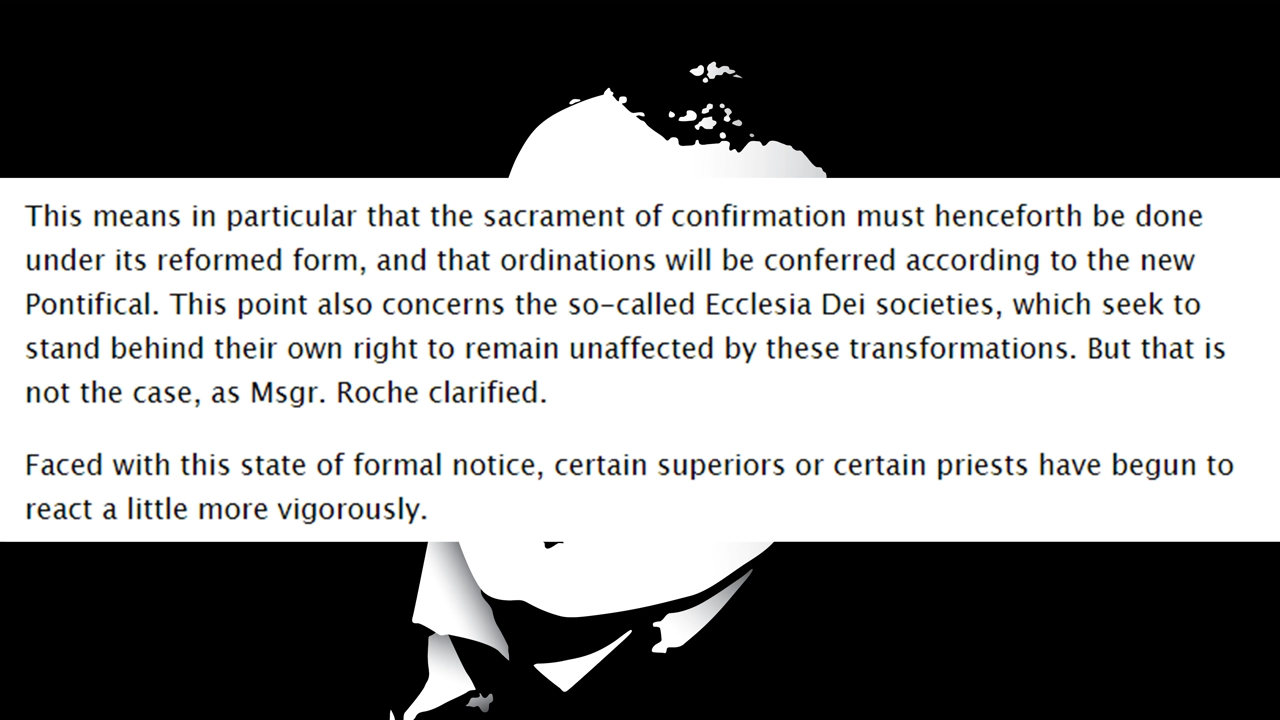 This means in particular that the sacrament of confirmation must henceforth be done
under its reformed form, and that ordinations will be conferred according to the new
Pontifical. This point also concerns the so-called Ecclesia Dei societies, which seek to
stand behind their own right to remain unaffected by these transformations. But that is
not the case, as Msgr. Roche clarified.
Faced with this state of formal notice, certain superiors or certain priests have begun to
react a little more vigorously.